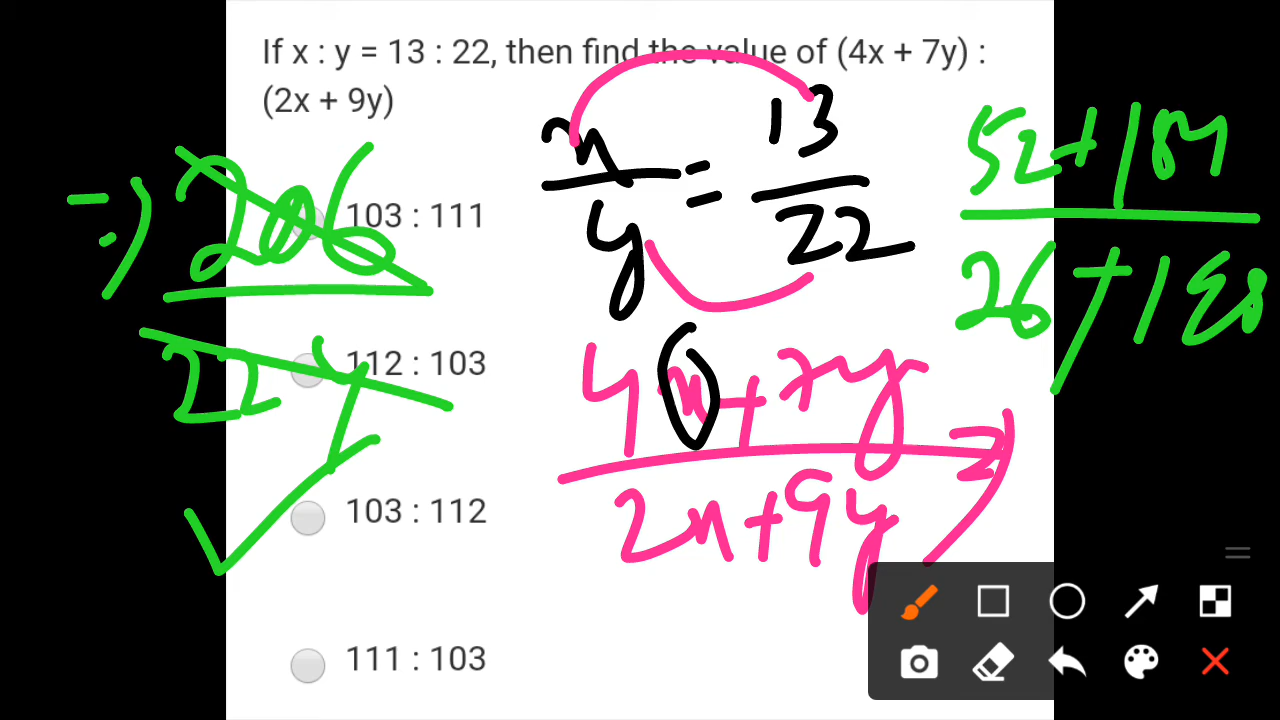 If x : y = 13 : 22, then find the value of (4x + 7y) :
(2x + 9y)
x
y
=
13
22
52+154
26+198
=) 206
224
103 : 111
112 : 103
4x+7y
2x+9y
=)
103 : 112
111 : 103